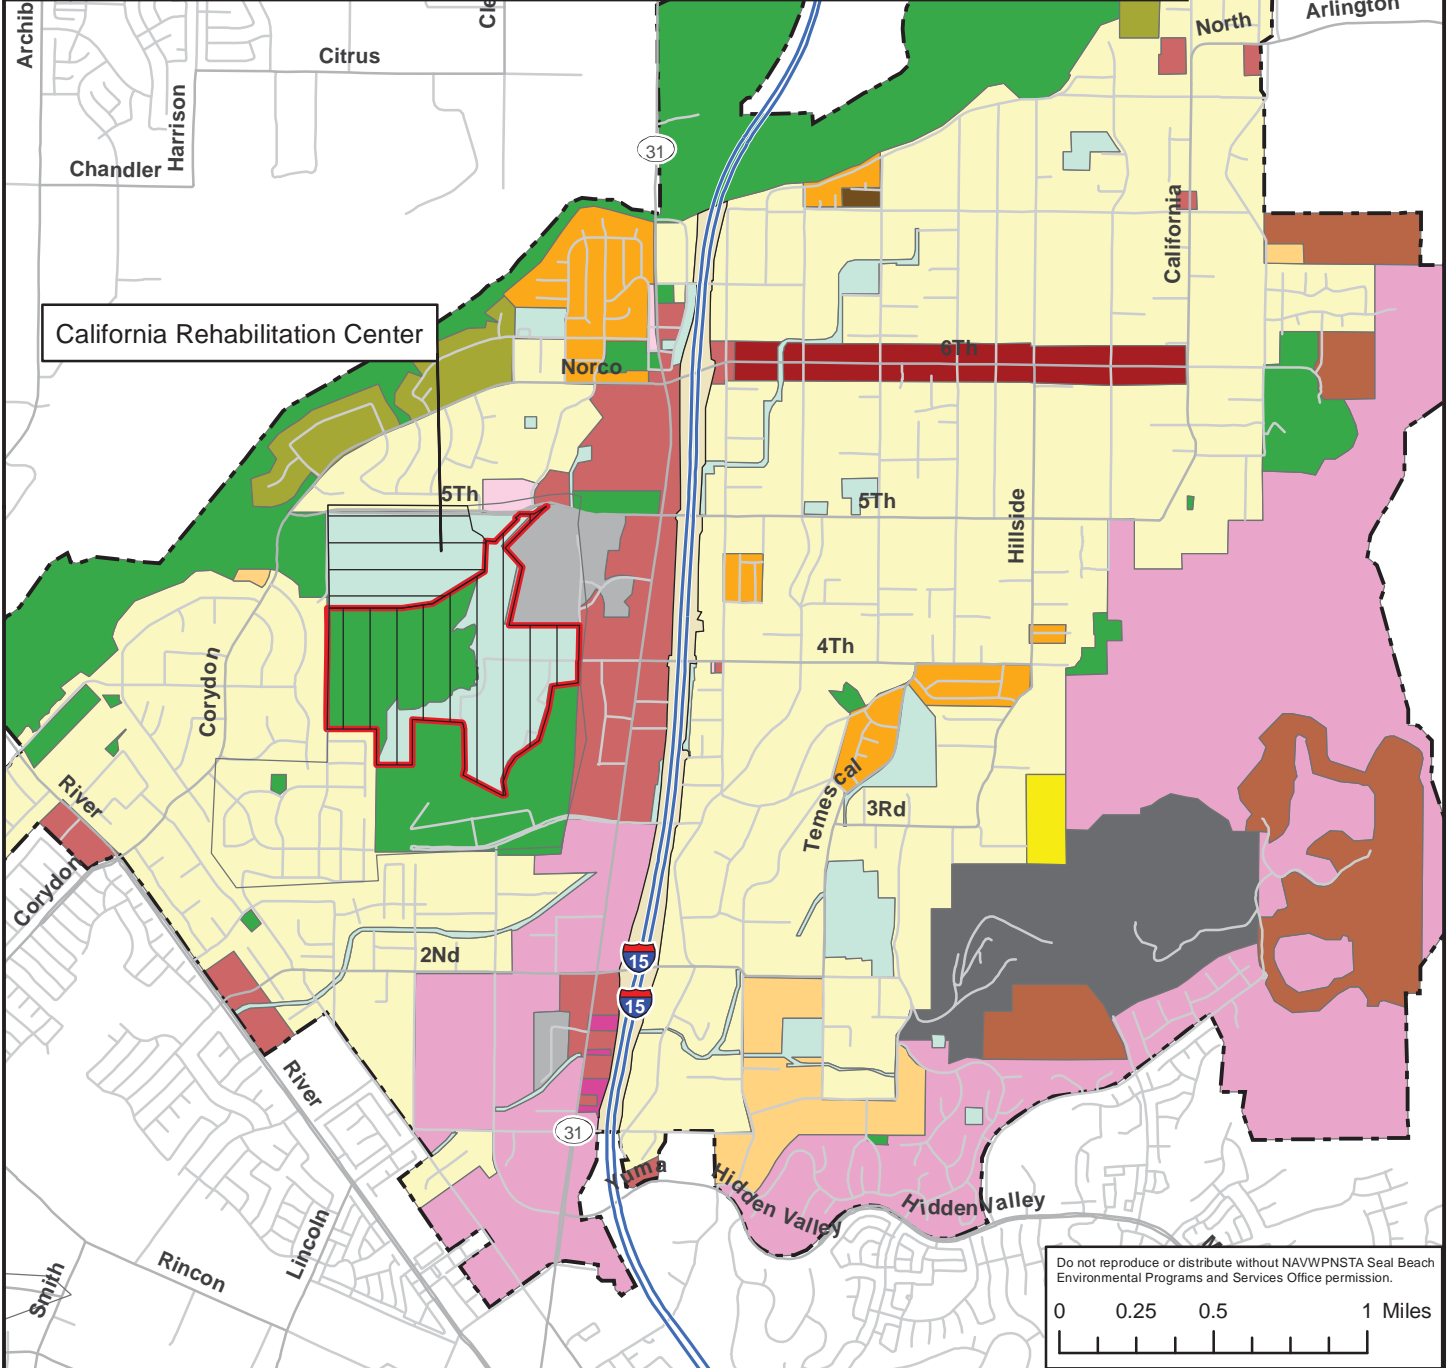 Archib
Citrus
Cle
North
Arlington
Harrison
31
Chandler
California
California Rehabilitation Center
Norco
6Th
5Th
5Th
Hillside
4Th
Corydon
River
Temescal
3Rd
Corydon
2Nd
15
15
River
31
Yuma
Hidden Valley
Hidden Valley
Lincoln
Rincon
Smith
Do not reproduce or distribute without NAVWPNSTA Seal Beach
Environmental Programs and Services Office permission.
0 0.25 0.5 1 Miles